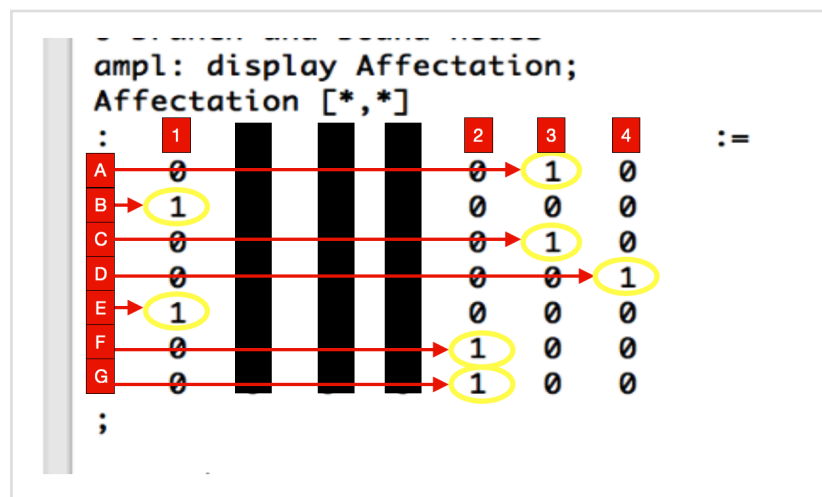 ampl: display Affectation;
Affectation [*,*]
: 1 2 3 4 :=
A 0 0 1 0
B 1 0 0 0
C 0 0 1 0
D 0 0 0 1
E 1 0 0 0
F 0 1 0 0
G 0 1 0 0
;